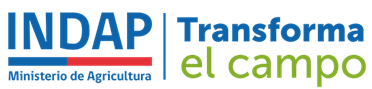 INDAP
Ministerio de Agricultura
Transforma
el campo